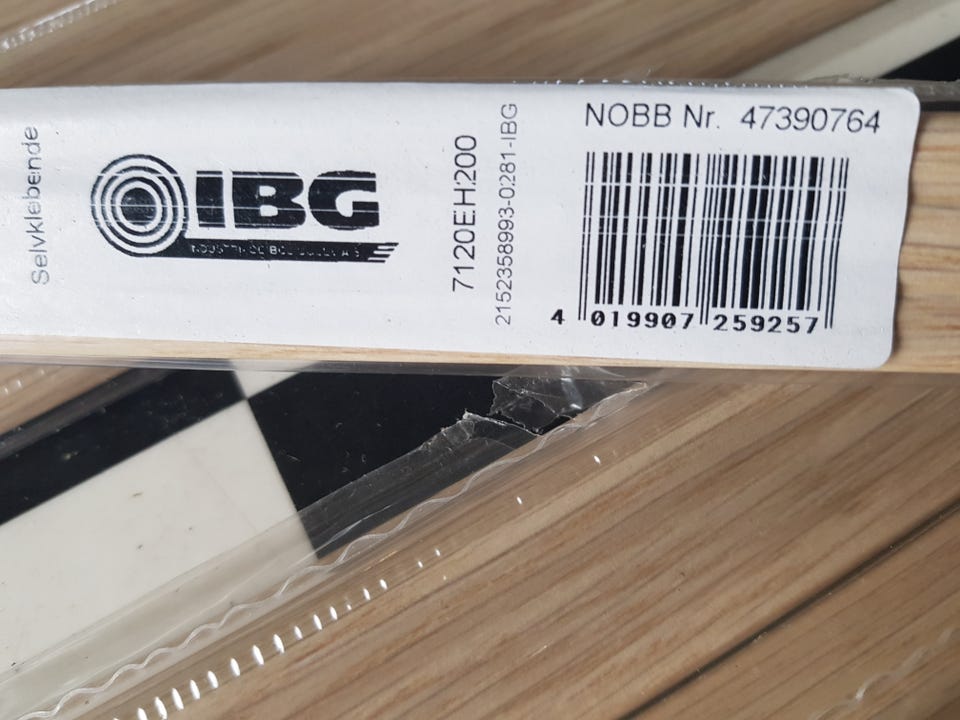 Selvklebende
IBG
7120EH200
2152358993-0281-IBG
NOBB Nr. 47390764
4 019907 259257